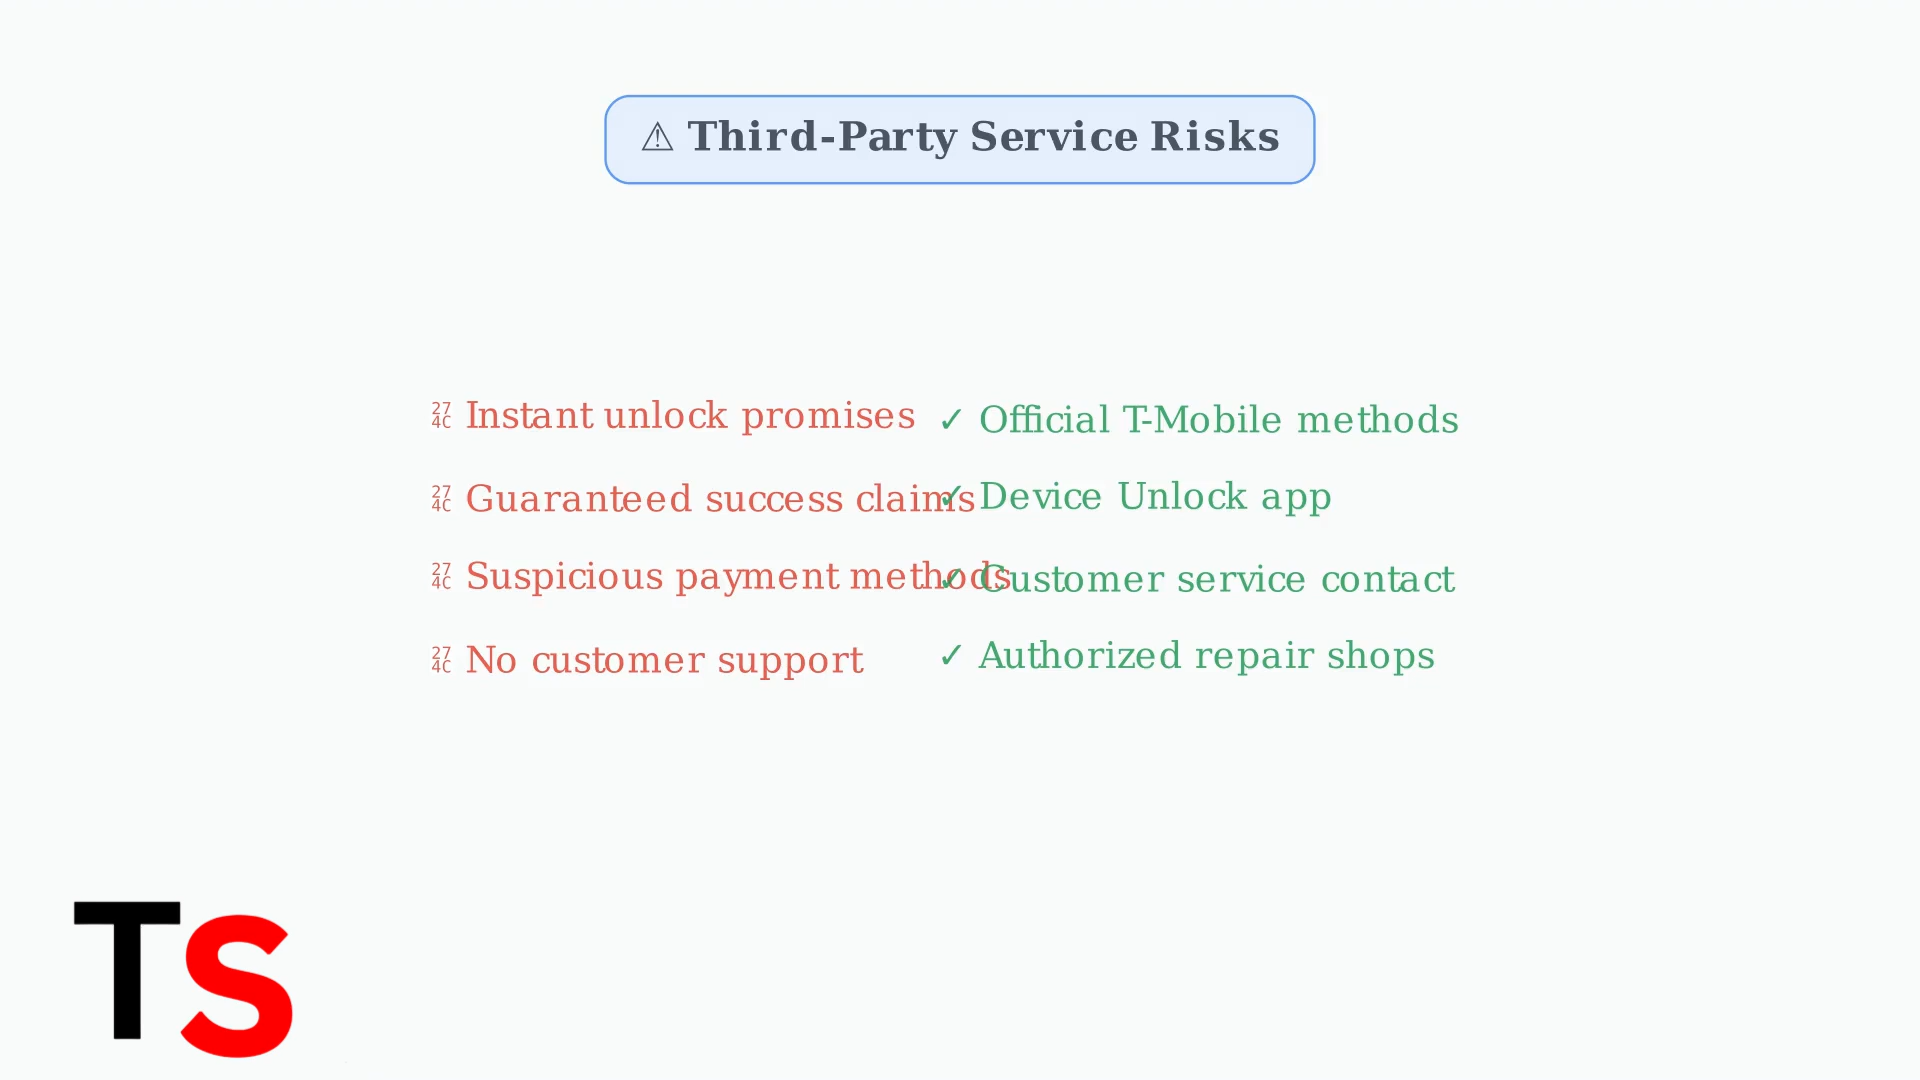 ⚠ Third-Party Service Risks
❌ Instant unlock promises
❌ Guaranteed success claims
❌ Suspicious payment methods
❌ No customer support
✓ Official T-Mobile methods
✓ Device Unlock app
✓ Customer service contact
✓ Authorized repair shops
TS